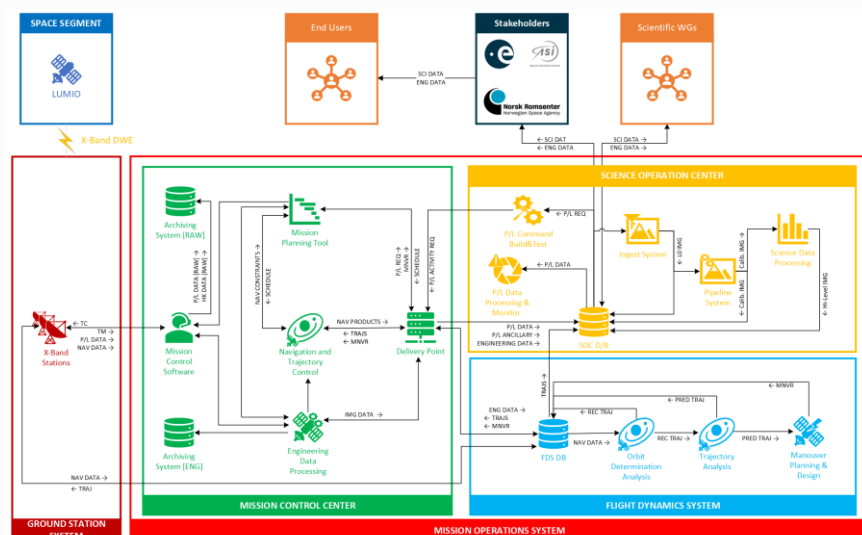 SPACE SEGMENT
LUMIO
X-Band DWE
End Users
SCI DATA
ENG DATA
Stakeholders
esa
asi
Norsk Romsenter
Norwegian Space Agency
Scientific WGs
← SCI DAT
← ENG DATA
SCI DATA →
ENG DATA →
Archiving
System [RAW]
P/L DATA [RAW] →
HK DATA [RAW] →
Mission
Planning Tool
NAV CONSTRAINTS →
← SCHEDULE
P/L REQ →
MNVR →
← SCHEDULE
← P/L ACTIVITY REQ
← TC
TM →
P/L DATA →
NAV DATA →
X-Band
Stations
Mission
Control
Software
Navigation and
Trajectory
Control
NAV PRODUCTS →
← TRAJS
← MNVR
Delivery Point
IMG DATA →
Archiving
System [ENG]
Engineering
Data
Processing
NAV DATA →
← TRAJ
MISSION CONTROL CENTER
SCIENCE OPERATION CENTER
P/L Command
Build&Test
← P/L REQ
P/L Data
Processing &
Monitor
← P/L DATA
Ingest System
← L0 IMG
Pipeline
System
Calib. IMG →
← Calib. IMG
Science Data
Processing
← Hi-Level IMG
P/L DATA →
P/L ANCILLARY →
ENGINEERING DATA →
SOC D/B
TRAJS →
ENG DATA →
← TRAJS
← MNVR
FDS DB
NAV DATA →
← REC TRAJ
Orbit
Determination
Analysis
REC TRAJ →
← PRED TRAJ
Trajectory
Analysis
PRED TRAJ →
← MNVR
Manouver
Planning &
Design
FLIGHT DYNAMICS SYSTEM
GROUND STATION
SYSTEM
MISSION OPERATIONS SYSTEM